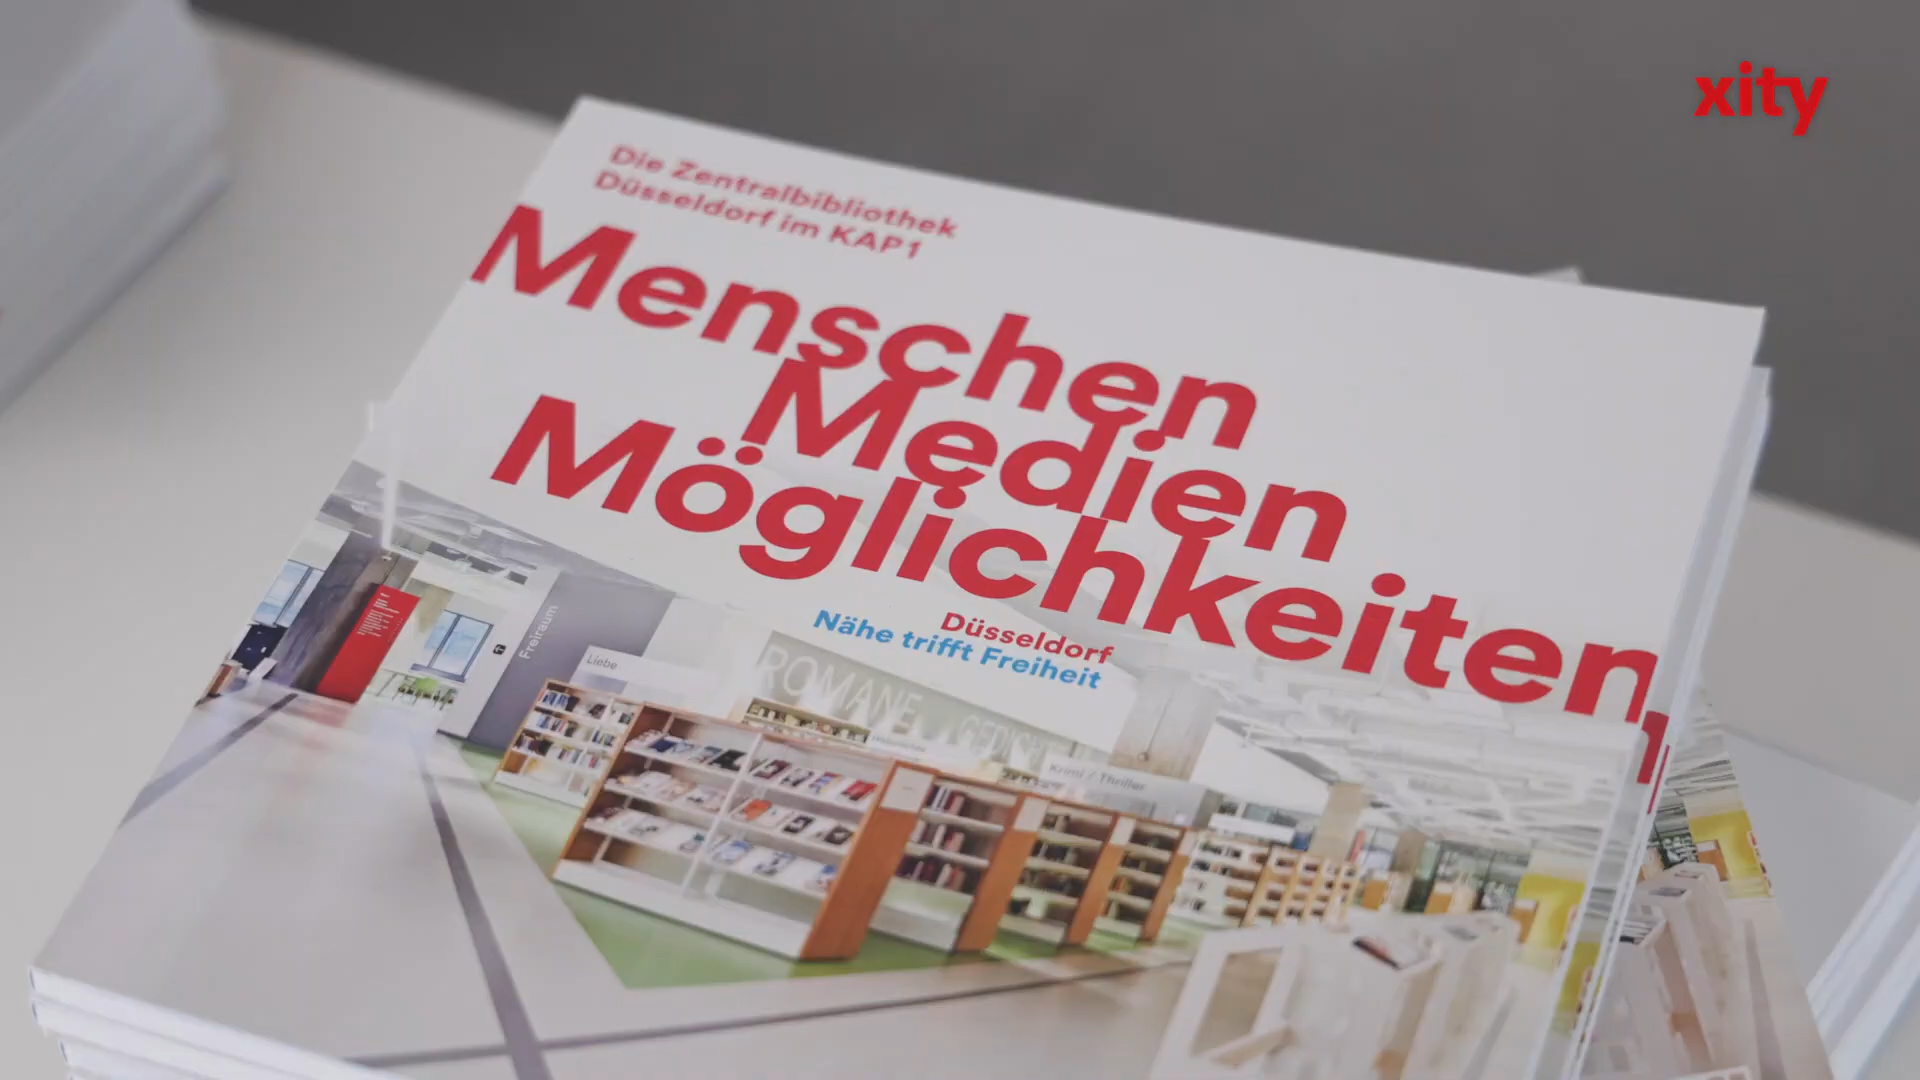 xity
Die Zentralbibliothek
Düsseldorf im KAP1
Menschen
Medien
Möglichkeiten
Düsseldorf
Nähe trifft Freiheit
Freiraum
Liebe
ROMANE
Krimi / Thriller